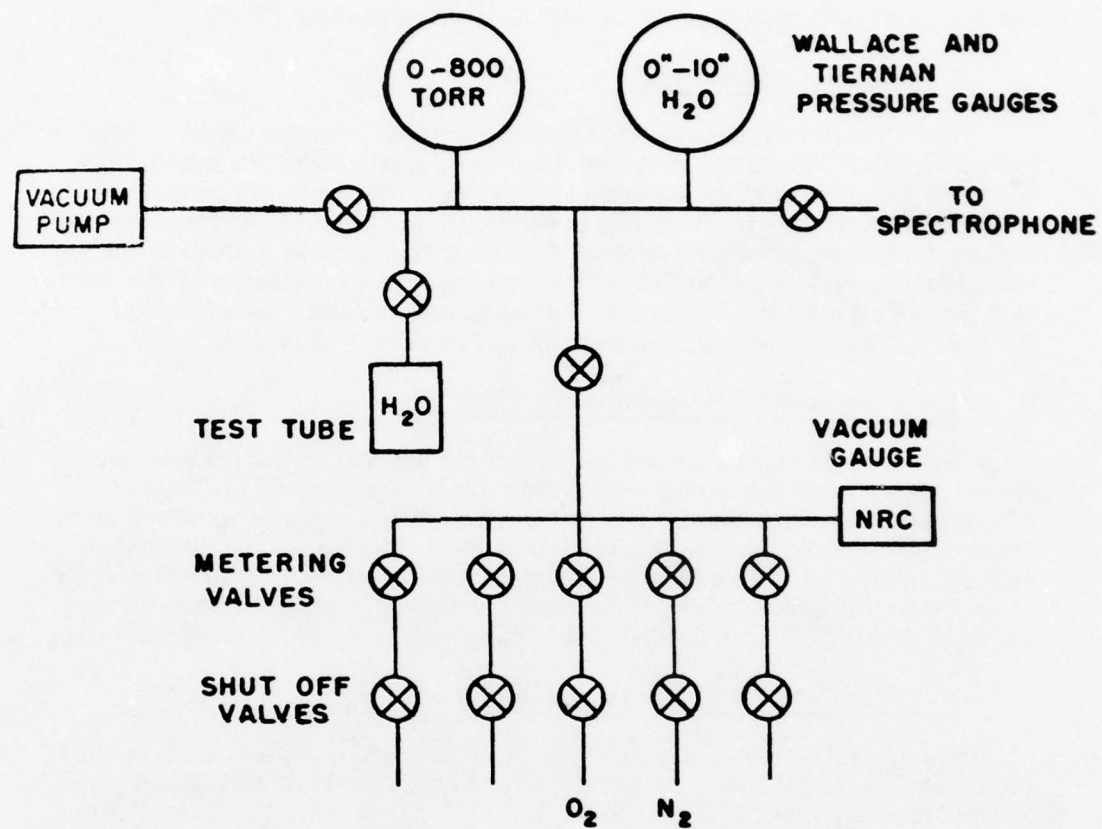 0-800
TORR
0"-10"
H₂O
WALLACE AND
TIERNAN
PRESSURE GAUGES
VACUUM
PUMP
TO
SPECTROPHONE
H₂O
TEST TUBE
VACUUM
GAUGE
NRC
METERING
VALVES
SHUT OFF
VALVES
O₂
N₂